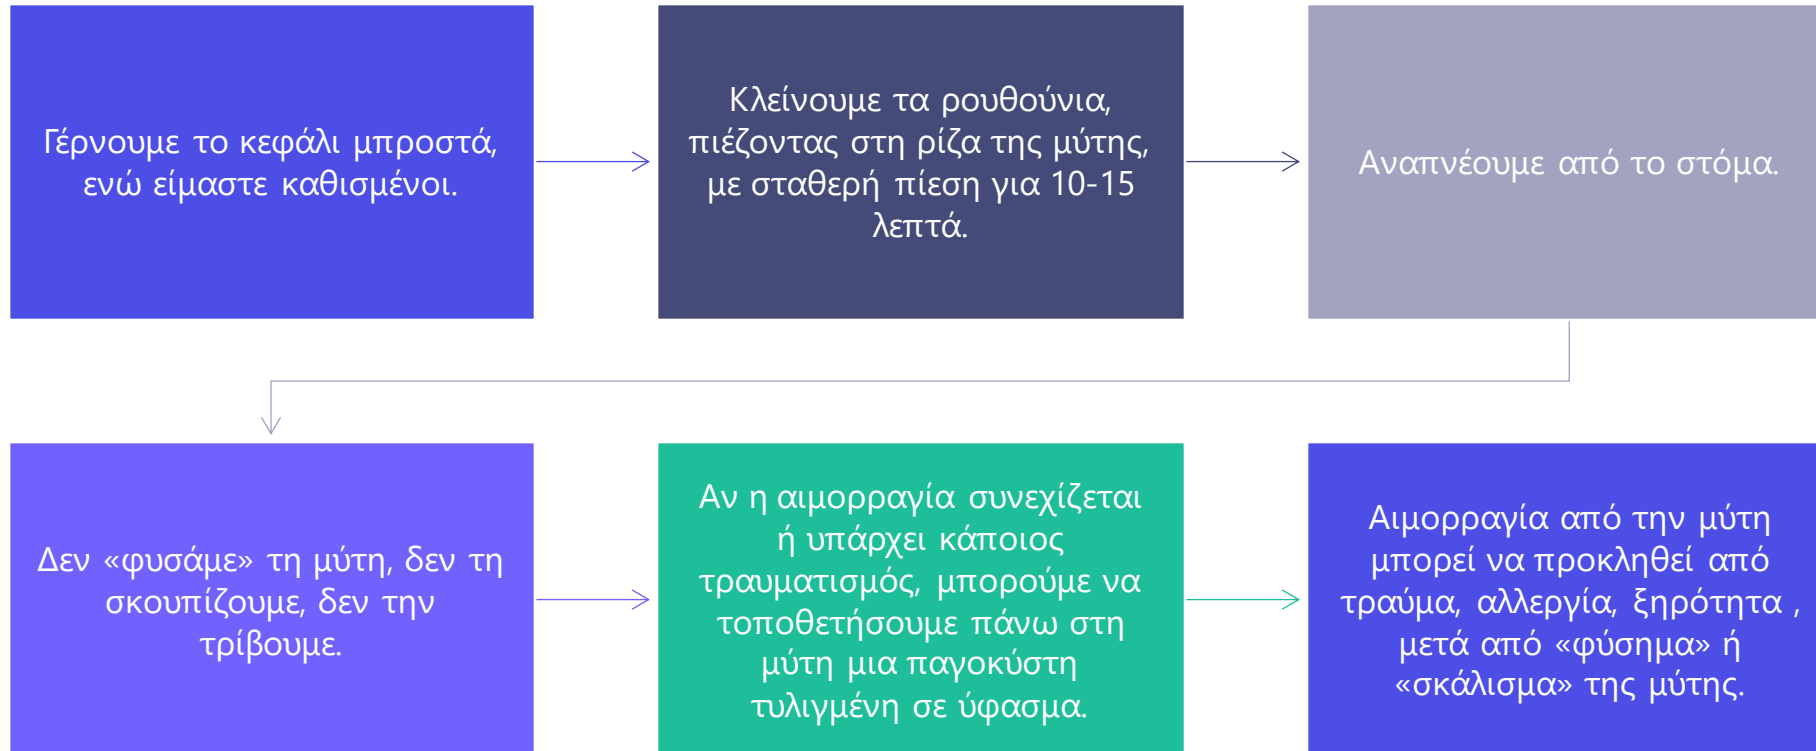 Γέρνουμε το κεφάλι μπροστά,
ενώ είμαστε καθισμένοι.
Κλείνουμε τα ρουθούνια,
πιέζοντας στη ρίζα της μύτης,
με σταθερή πίεση για 10-15
λεπτά.
Αναπνέουμε από το στόμα.
Δεν «φυσάμε» τη μύτη, δεν τη
σκουπίζουμε, δεν την
τρίβουμε.
Αν η αιμορραγία συνεχίζεται
ή υπάρχει κάποιος
τραυματισμός, μπορούμε να
τοποθετήσουμε πάνω στη
μύτη μια παγοκύστη
τυλιγμένη σε ύφασμα.
Αιμορραγία από την μύτη
μπορεί να προκληθεί από
τραύμα, αλλεργία, ξηρότητα ,
μετά από «φύσημα» ή
«σκάλισμα» της μύτης.